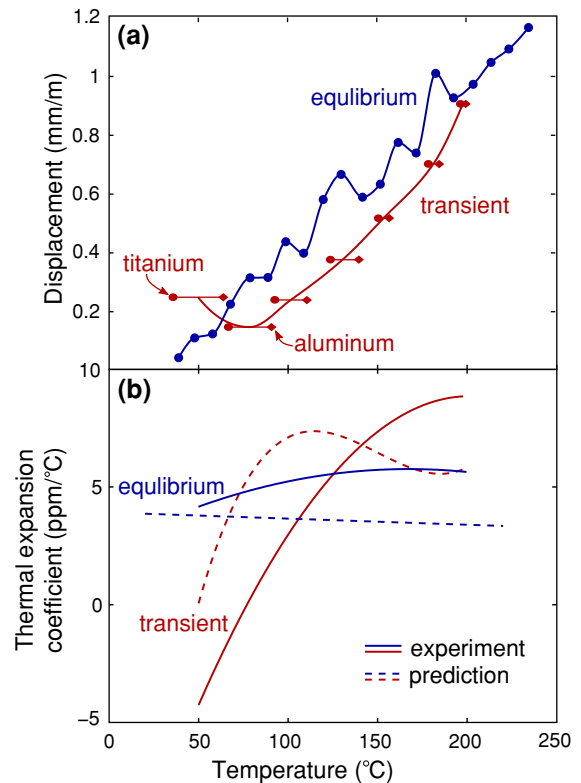 (a)
1.2
1
0.8
0.6
0.4
0.2
Displacement (mm/m)
equlibrium
transient
titanium
aluminum
10
(b)
5
0
−5
Thermal expansion
coefficient (ppm/°C)
equlibrium
transient
experiment
prediction
0
50
100
150
200
250
Temperature (°C)